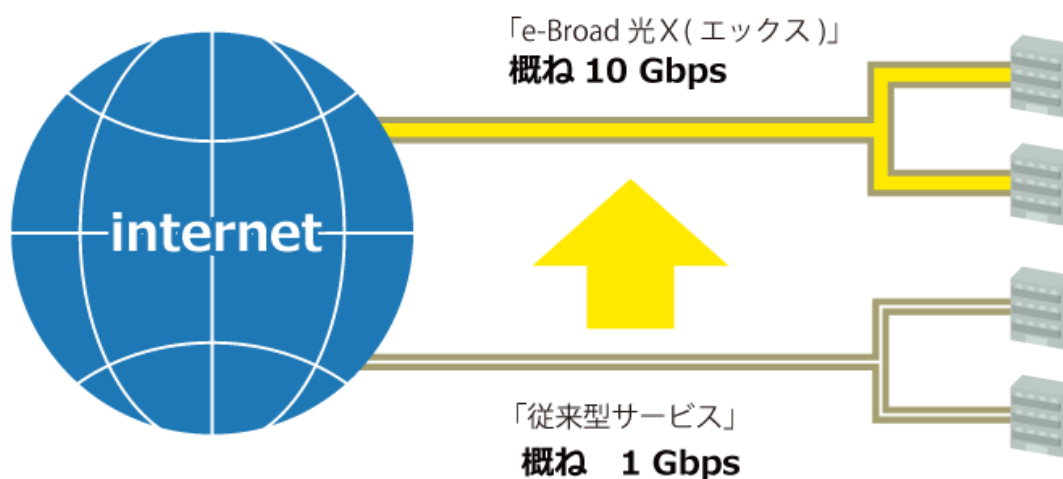 「e-Broad 光X( エックス )」
概ね 10 Gbps
internet
「従来型サービス」
概ね　1 Gbps